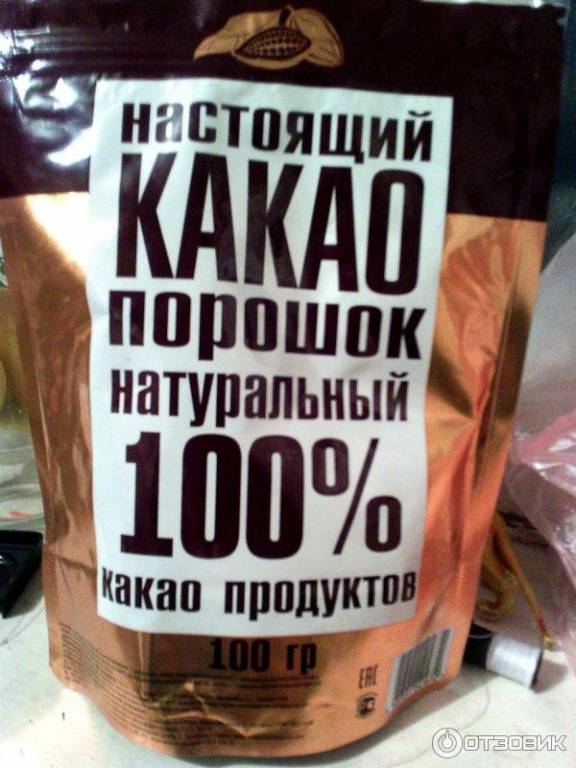 настоящий
КАКАО
порошок
натуральный
100%
какао продуктов
100 гр
EAC
ОТЗОВИК